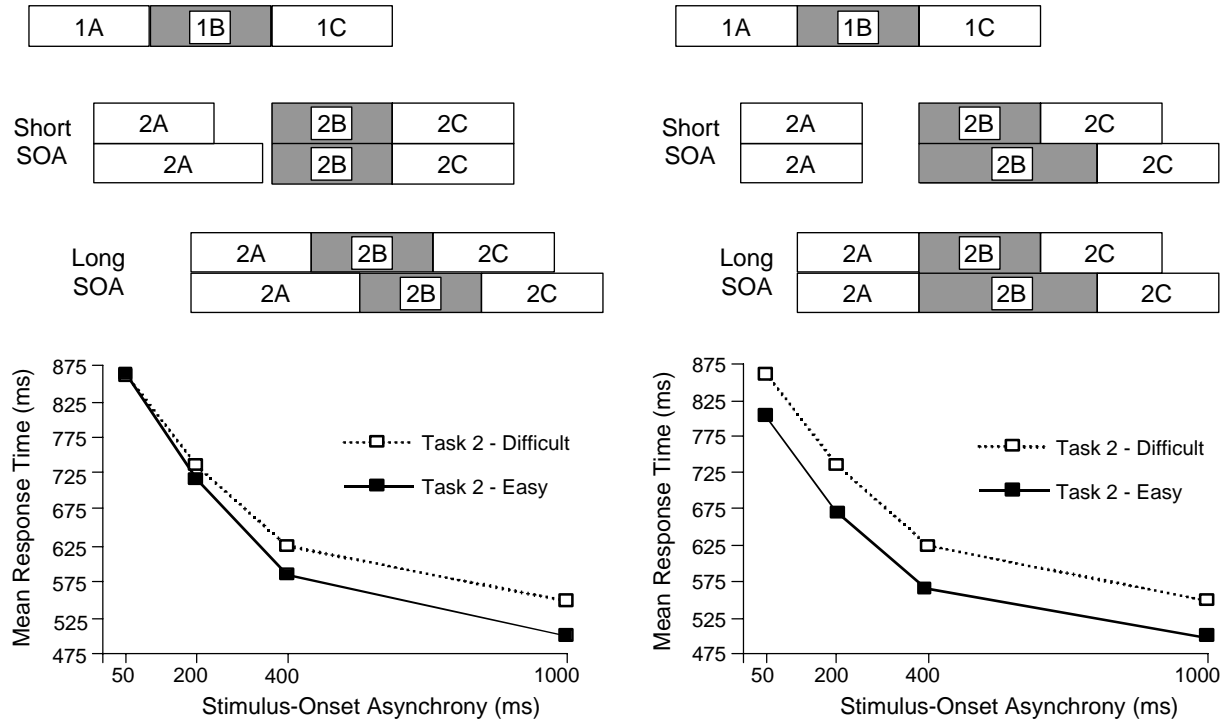 1A 1B 1C
Short SOA
2A 2B 2C
2A 2B 2C
Long SOA
2A 2B 2C
2A 2B 2C
Mean Response Time (ms)
875
825
775
725
675
625
575
525
475
Task 2 - Difficult
Task 2 - Easy
50 200 400 1000
Stimulus-Onset Asynchrony (ms)
1A 1B 1C
Short SOA
2A 2B 2C
2A 2B 2C
Long SOA
2A 2B 2C
2A 2B 2C
Mean Response Time (ms)
875
825
775
725
675
625
575
525
475
Task 2 - Difficult
Task 2 - Easy
50 200 400 1000
Stimulus-Onset Asynchrony (ms)